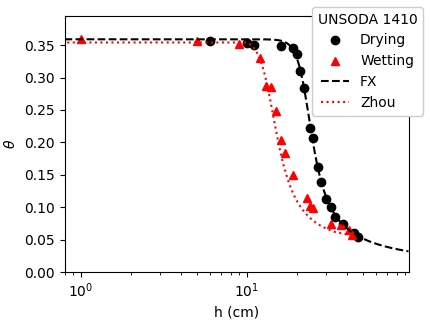 UNSODA 1410
Drying
Wetting
FX
Zhou
θ
0.35
0.30
0.25
0.20
0.15
0.10
0.05
0.00
10⁰
10¹
h (cm)